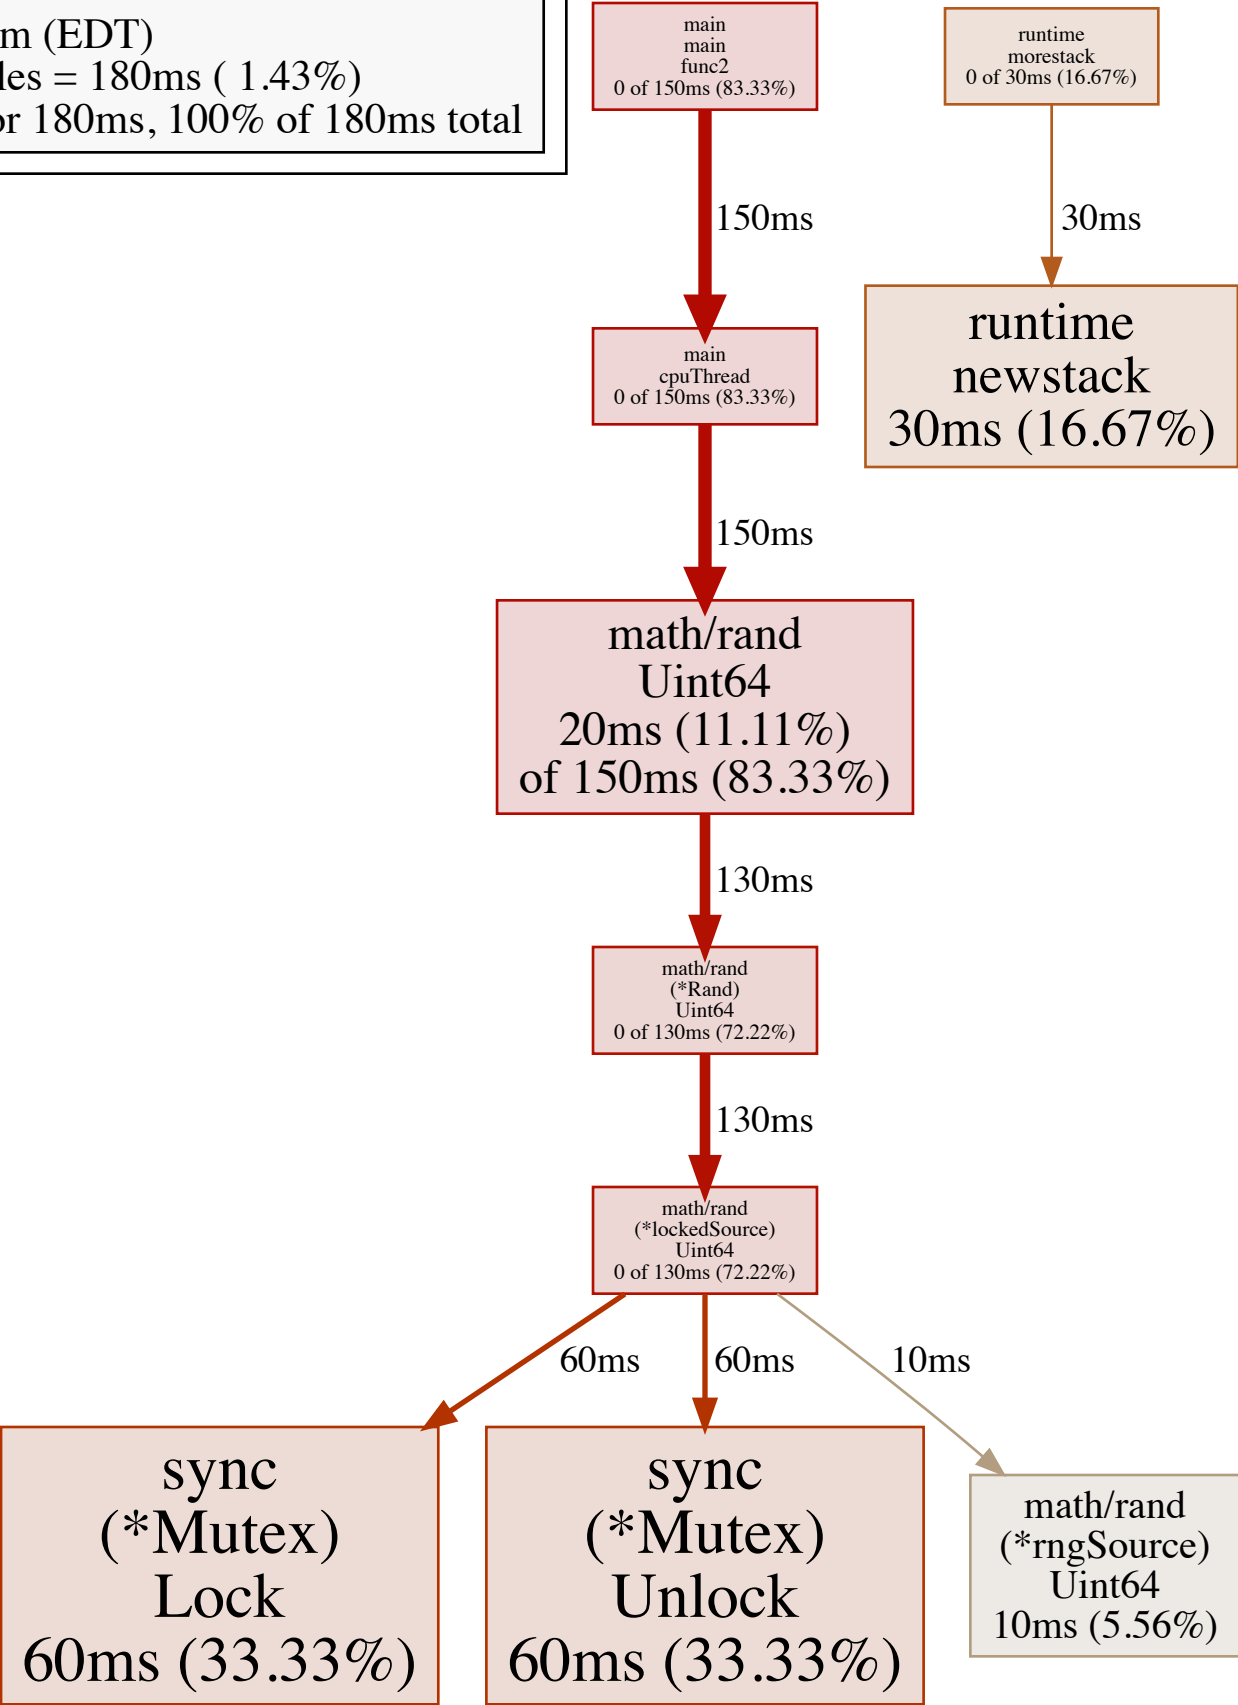 m (EDT)
les = 180ms ( 1.43%)
or 180ms, 100% of 180ms total
main
main
func2
0 of 150ms (83.33%)
runtime
morestack
0 of 30ms (16.67%)
150ms
30ms
main
cpuThread
0 of 150ms (83.33%)
runtime
newstack
30ms (16.67%)
150ms
math/rand
Uint64
20ms (11.11%)
of 150ms (83.33%)
130ms
math/rand
(*Rand)
Uint64
0 of 130ms (72.22%)
130ms
math/rand
(*lockedSource)
Uint64
0 of 130ms (72.22%)
60ms
60ms
10ms
sync
(*Mutex)
Lock
60ms (33.33%)
sync
(*Mutex)
Unlock
60ms (33.33%)
math/rand
(*rngSource)
Uint64
10ms (5.56%)